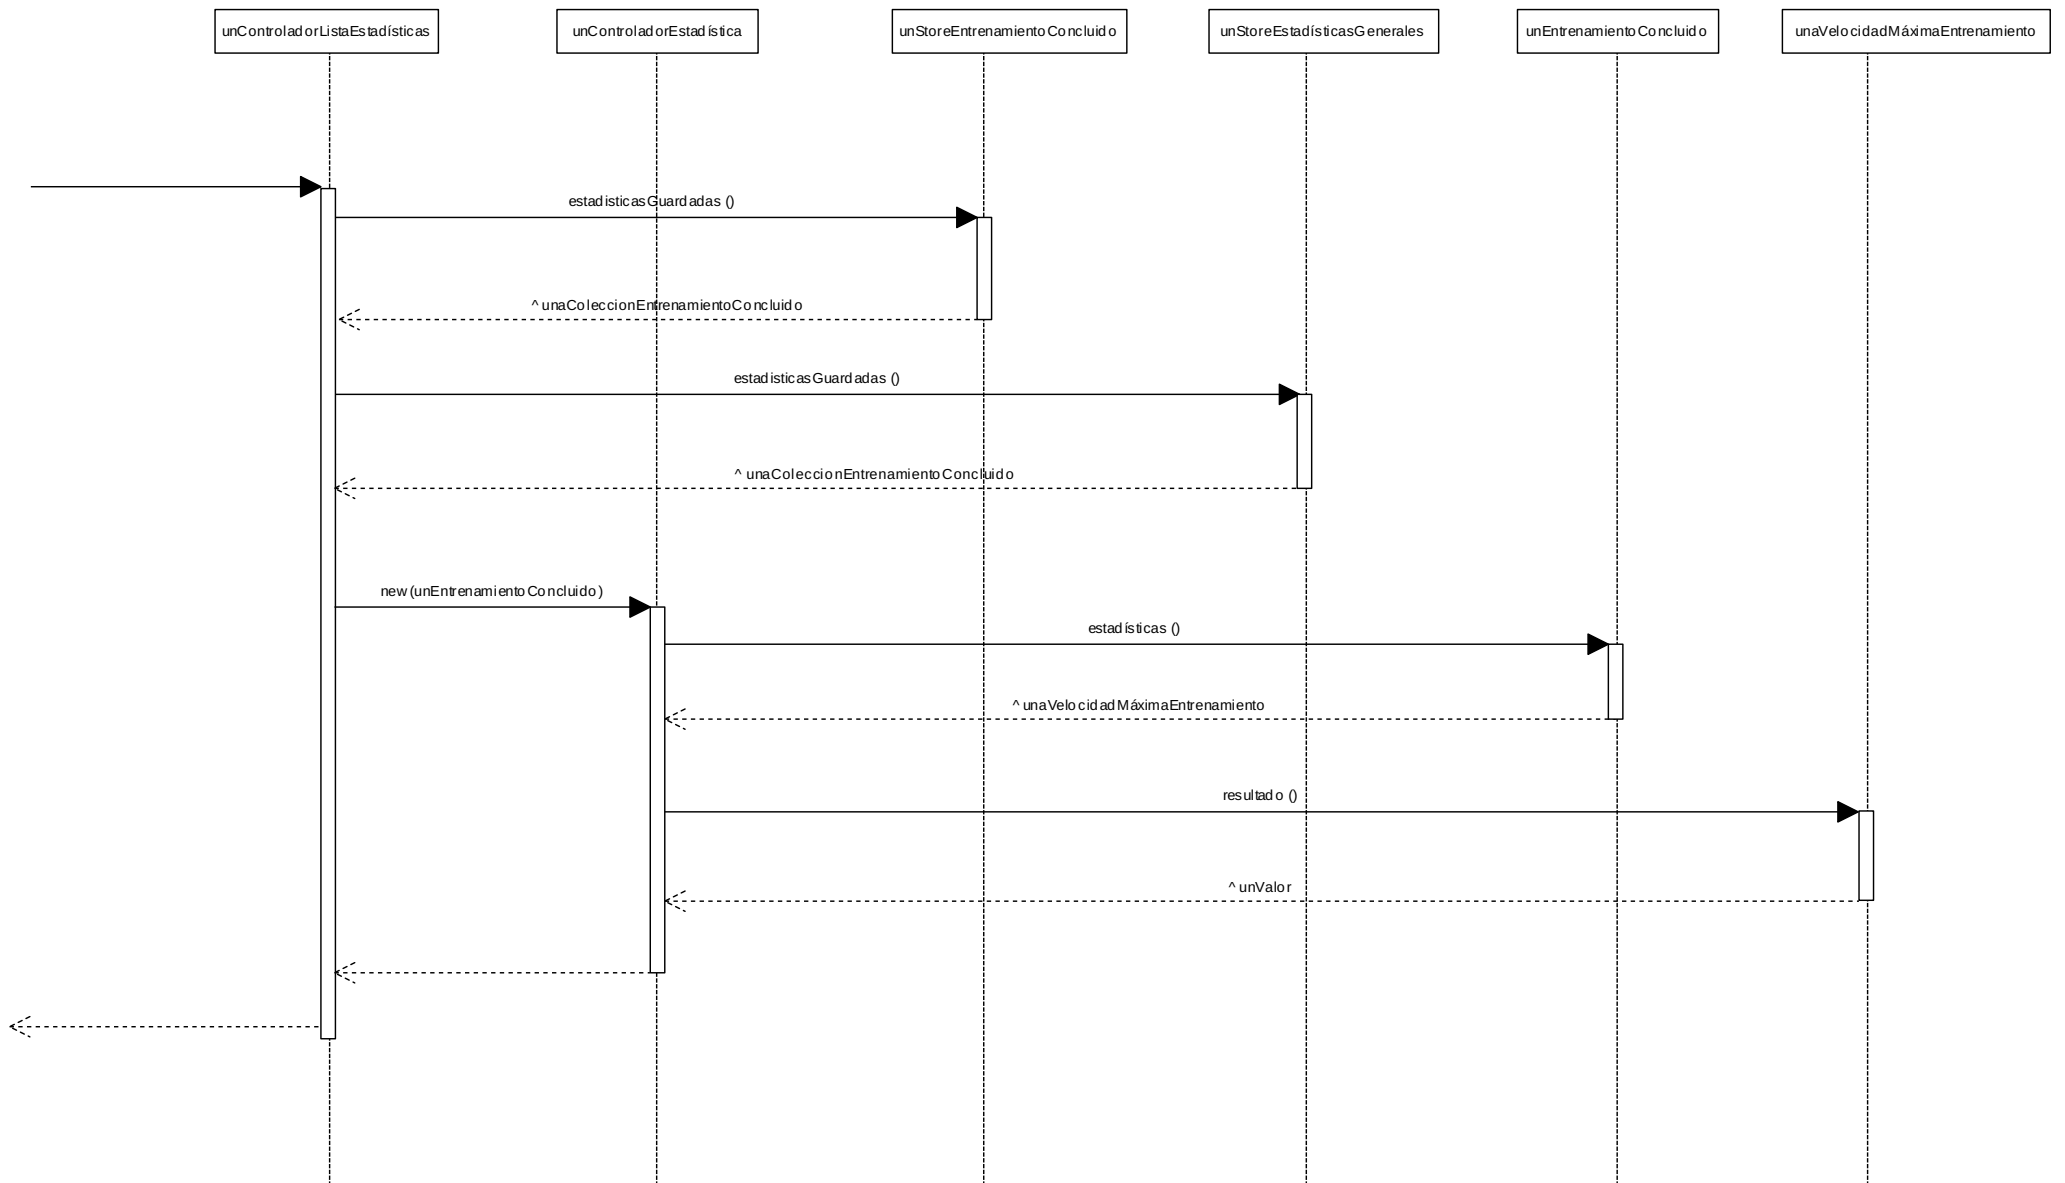 unControladorListaEstadísticas
unControladorEstadística
unStoreEntrenamientoConcluido
unStoreEstadísticasGenerales
unEntrenamientoConcluido
unaVelocidadMáximaEntrenamiento
estadisticasGuardadas ()
^ unaColeccionEntrenamientoConcluido
estadisticasGuardadas ()
^ unaColeccionEntrenamientoConcluido
new (unEntrenamientoConcluido)
estadísticas ()
^ unaVelocidadMáximaEntrenamiento
resultado ()
^ unValor